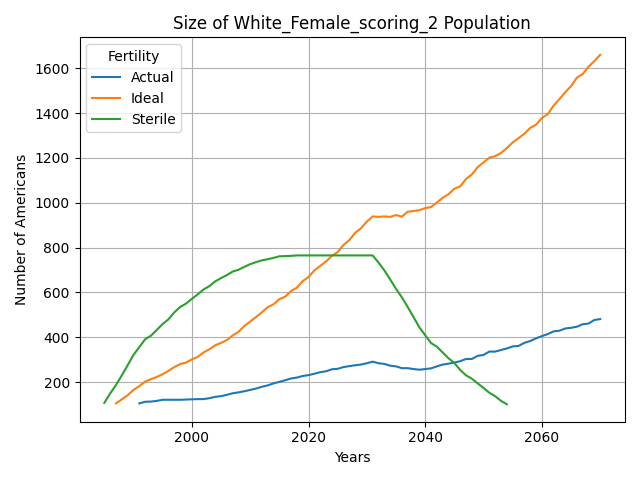 Size of White_Female_scoring_2 Population
Fertility
Actual
Ideal
Sterile
Number of Americans
1600
1400
1200
1000
800
600
400
200
2000
2020
2040
2060
Years